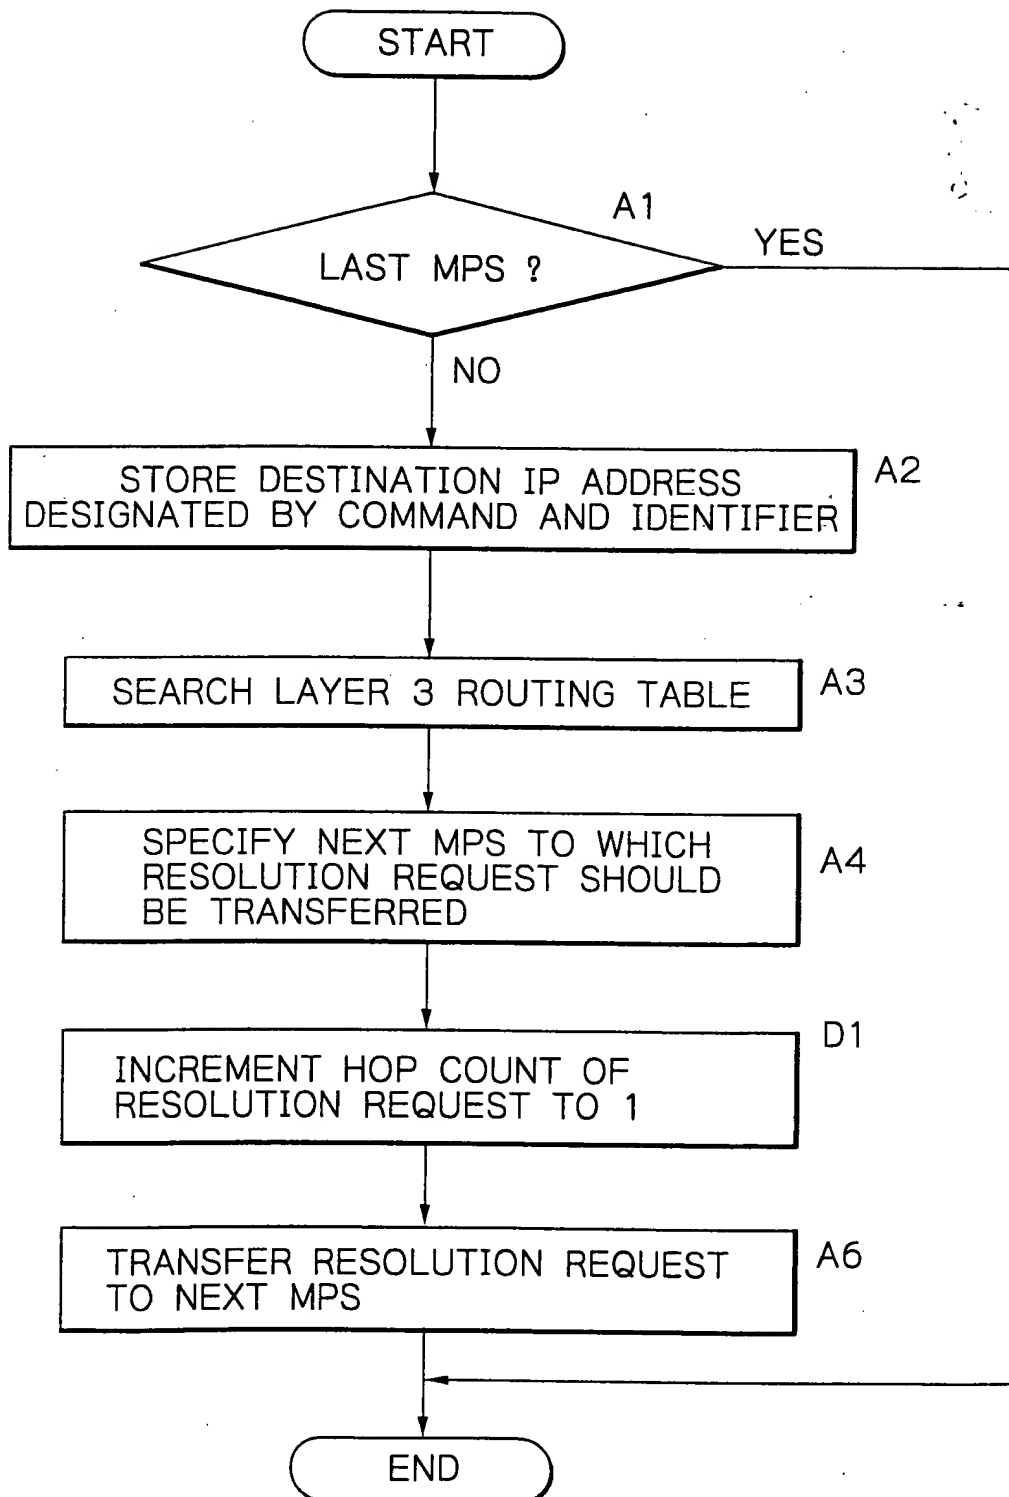 START
A1
YES
LAST MPS ?
NO
STORE DESTINATION IP ADDRESS
DESIGNATED BY COMMAND AND IDENTIFIER
A2
SEARCH LAYER 3 ROUTING TABLE
A3
SPECIFY NEXT MPS TO WHICH
RESOLUTION REQUEST SHOULD
BE TRANSFERRED
A4
D1
INCREMENT HOP COUNT OF
RESOLUTION REQUEST TO 1
TRANSFER RESOLUTION REQUEST
TO NEXT MPS
A6
END